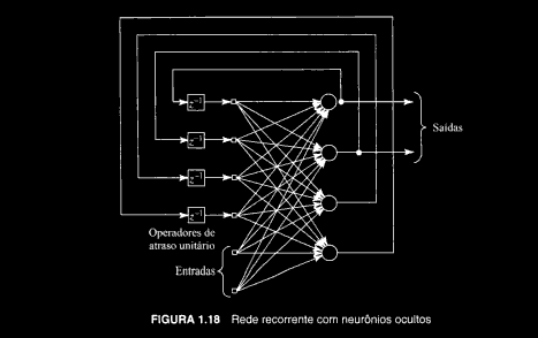 z⁻¹
z⁻¹
z⁻¹
z⁻¹
Saídas
Operadores de
atraso unitário
Entradas
FIGURA 1.18 Rede recorrente com neurônios ocultos